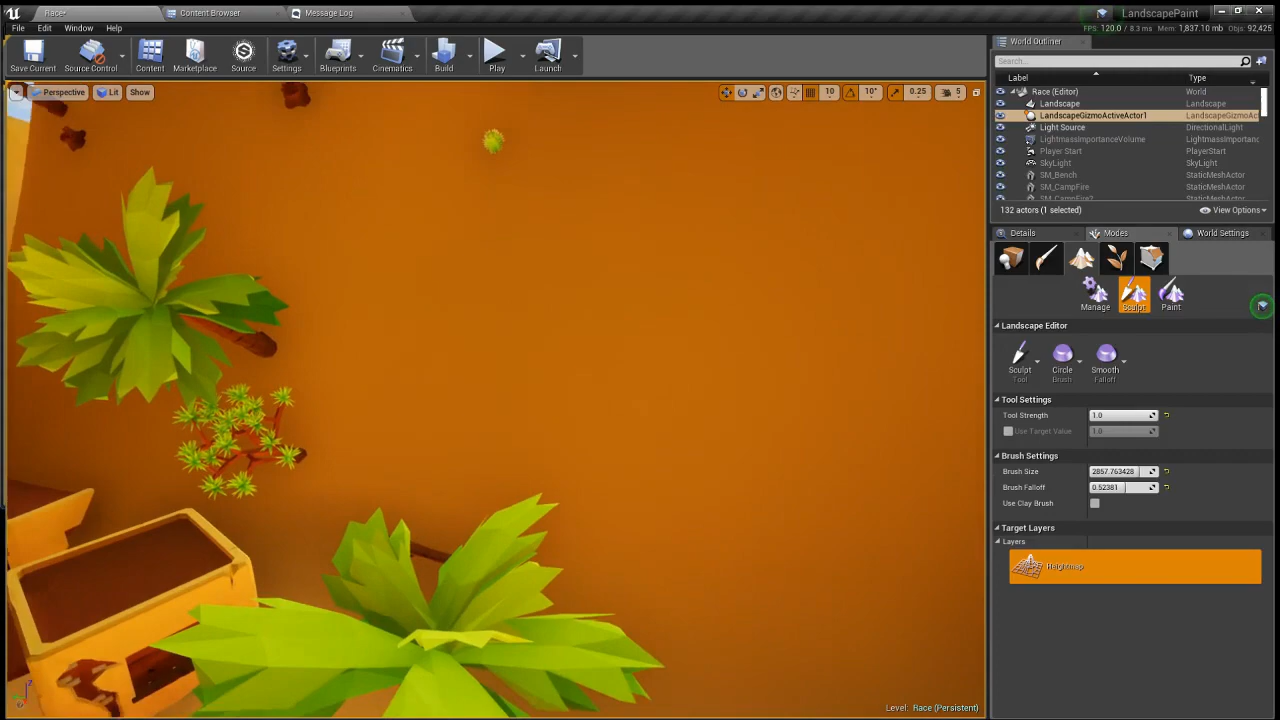 Race*
Content Browser
Message Log
LandscapePaint
File Edit Window Help
FPS: 120.0 / 8.3 ms Mem: 1,837.10 mb Objs: 92,425
Save Current
Source Control
Content
Marketplace
Source
Settings
Blueprints
Cinematics
Build
Play
Launch
Perspective
Lit
Show
10
10°
0.25
5
World Outliner
Search...
Label Type
Race (Editor) World
Landscape Landscape
LandscapeGizmoActiveActor1 LandscapeGizmoAc
Light Source DirectionalLight
LightmassImportanceVolume LightmassImportanc
Player Start PlayerStart
SkyLight SkyLight
SM_Bench StaticMeshActor
SM_CampFire StaticMeshActor
SM_CampFire2 StaticMeshActor
132 actors (1 selected)
View Options
Details
Modes
World Settings
Manage
Sculpt
Paint
Landscape Editor
Sculpt Circle Smooth
Tool Brush Falloff
Tool Settings
Tool Strength 1.0
Use Target Value 1.0
Brush Settings
Brush Size 2857.763428
Brush Falloff 0.52381
Use Clay Brush
Target Layers
Layers
Heightmap
Z
Level: Race (Persistent)